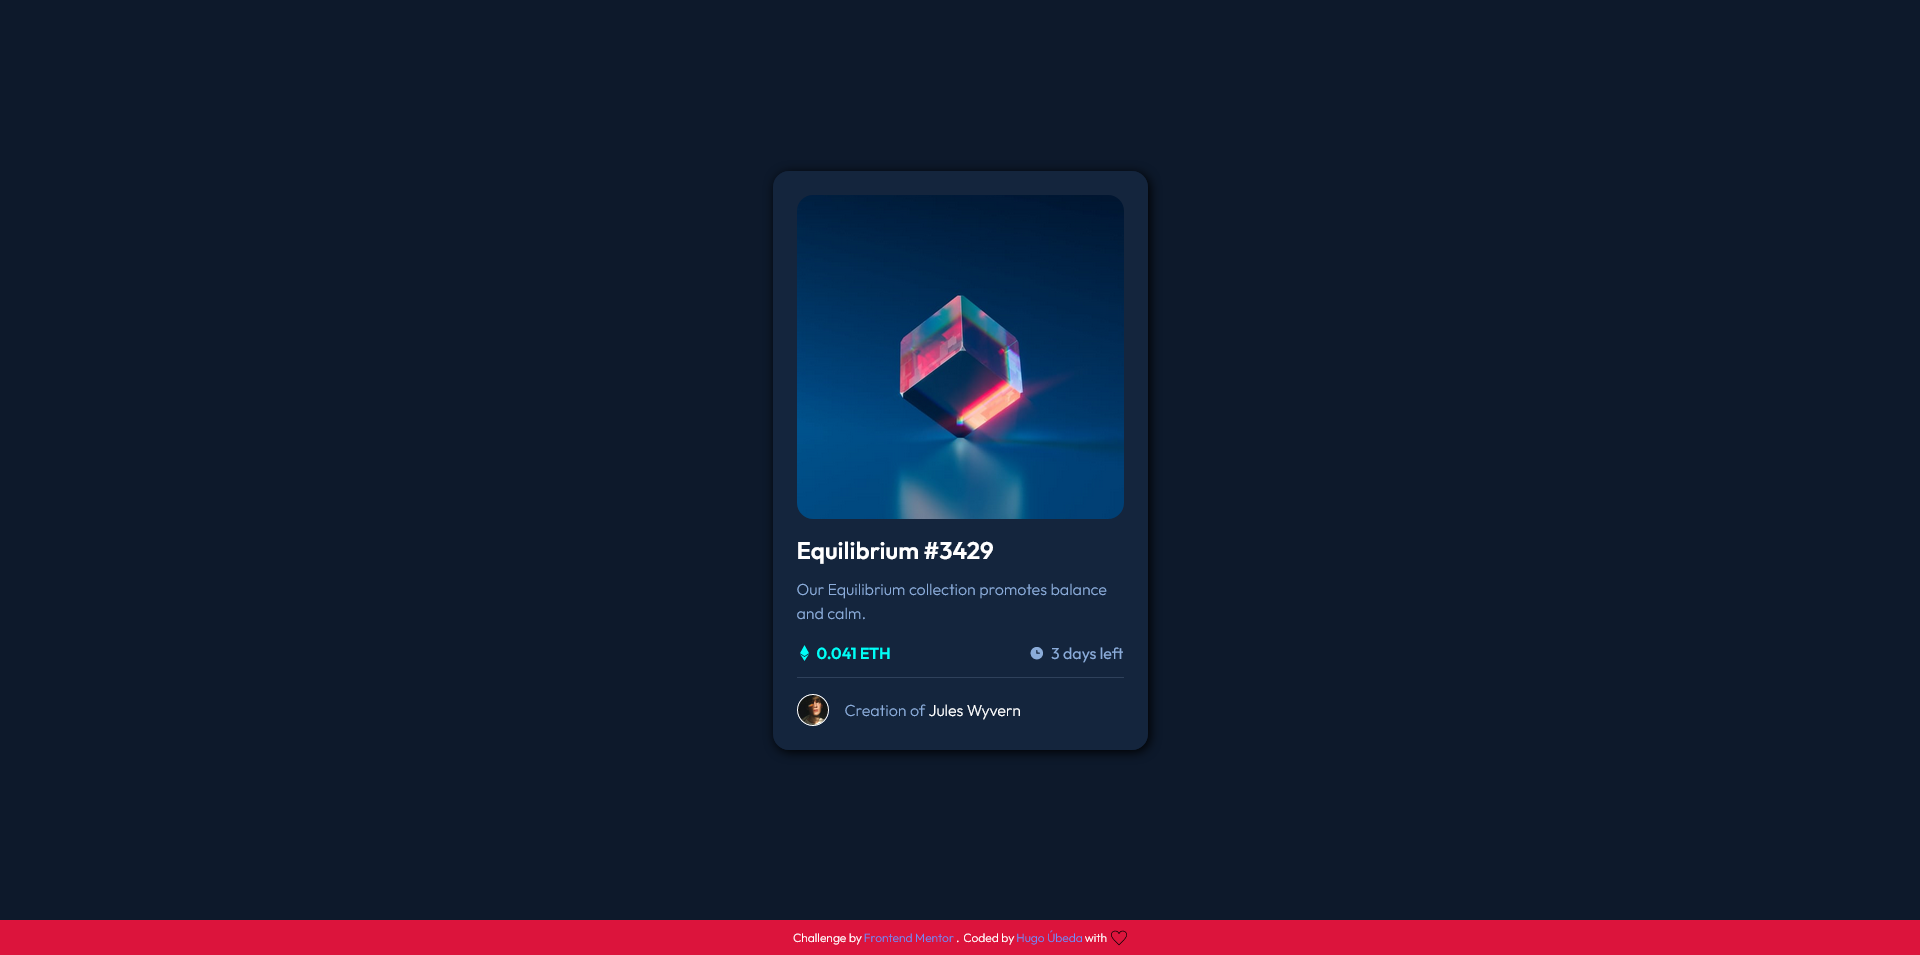 Equilibrium #3429
Our Equilibrium collection promotes balance
and calm.
0.041 ETH
3 days left
Creation of Jules Wyvern
Challenge by Frontend Mentor . Coded by Hugo Úbeda with